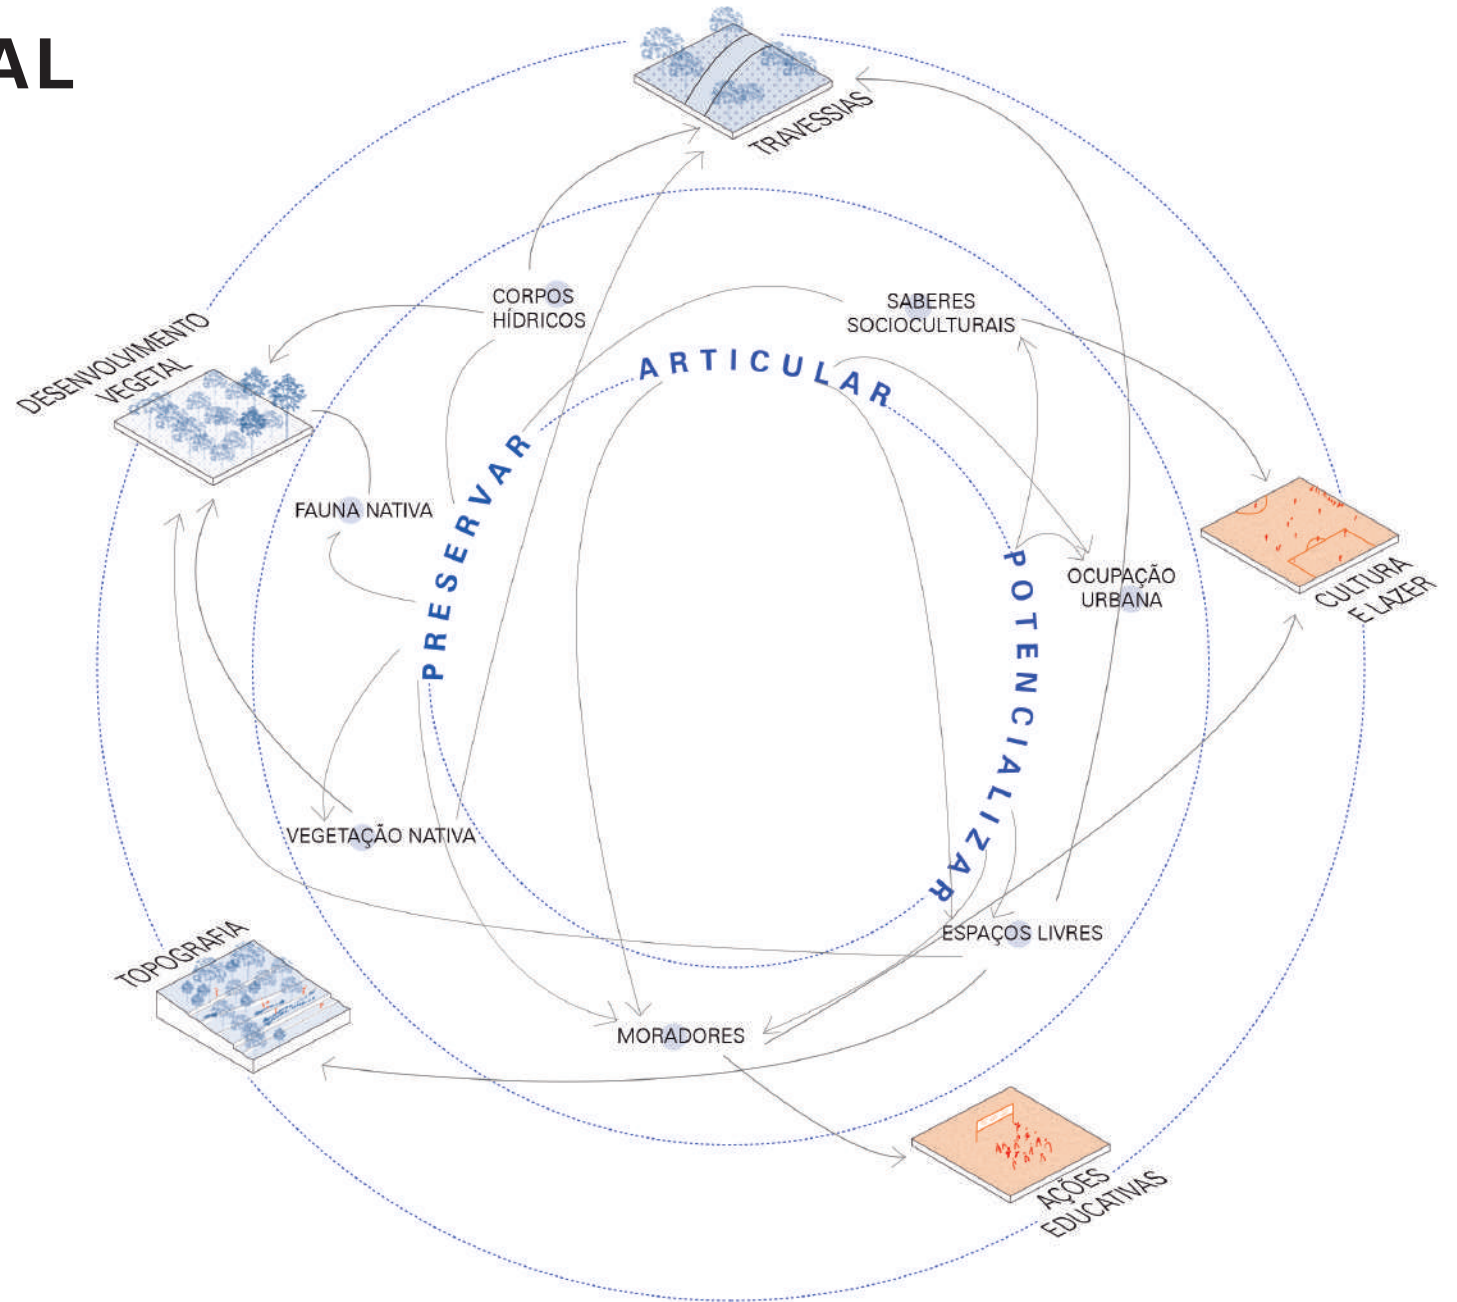 AL
TRAVESSIAS
CORPOS
HÍDRICOS
SABERES
SOCIOCULTURAIS
DESENVOLVIMENTO
VEGETAL
ARTICULAR
PRESERVAR
FAUNA NATIVA
POTENCIALIZAR
OCUPAÇÃO
URBANA
CULTURA
E LAZER
VEGETAÇÃO NATIVA
TOPOGRAFIA
ESPAÇOS LIVRES
MORADORES
AÇÕES
EDUCATIVAS